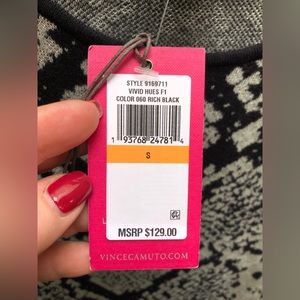 STYLE 9169711
VIVID HUES F1
COLOR 060 RICH BLACK
1 93768 24781 4
S
MSRP $129.00
VINCECAMUTO.COM